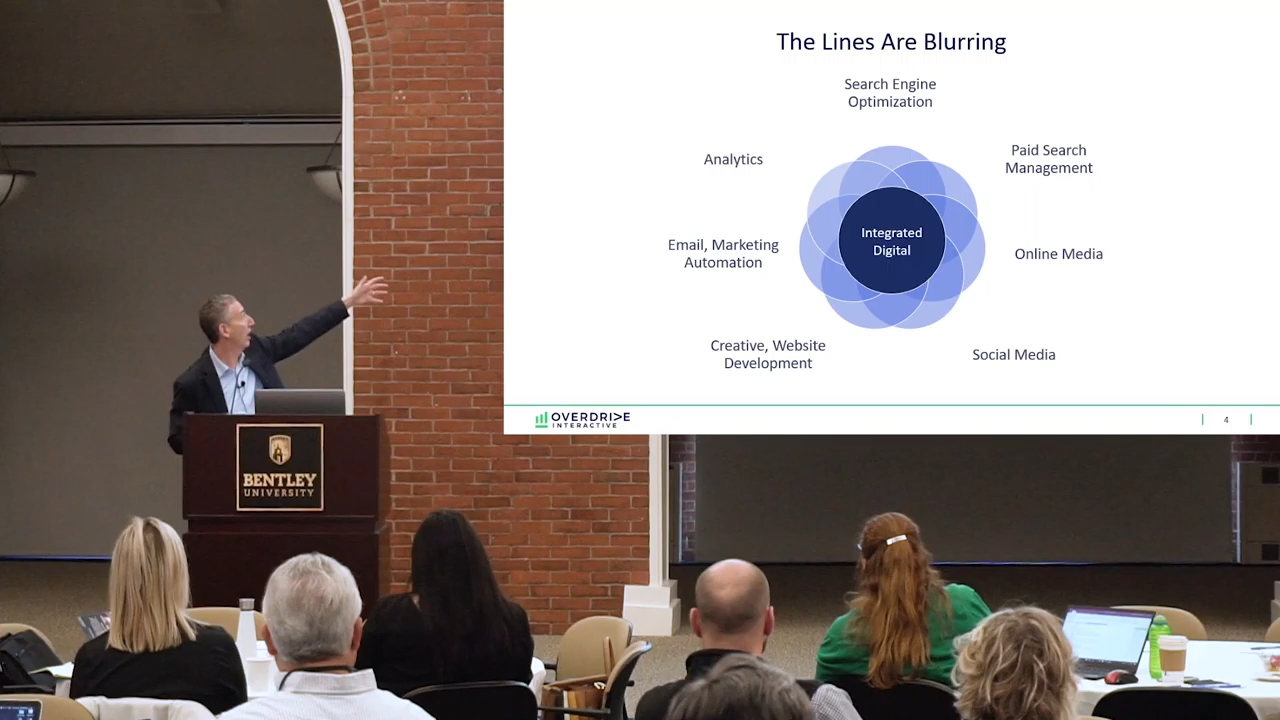 The Lines Are Blurring
Search Engine
Optimization
Analytics
Paid Search
Management
Integrated
Digital
Email, Marketing
Automation
Online Media
Creative, Website
Development
Social Media
OVERDRIVE
INTERACTIVE
4
BENTLEY
UNIVERSITY